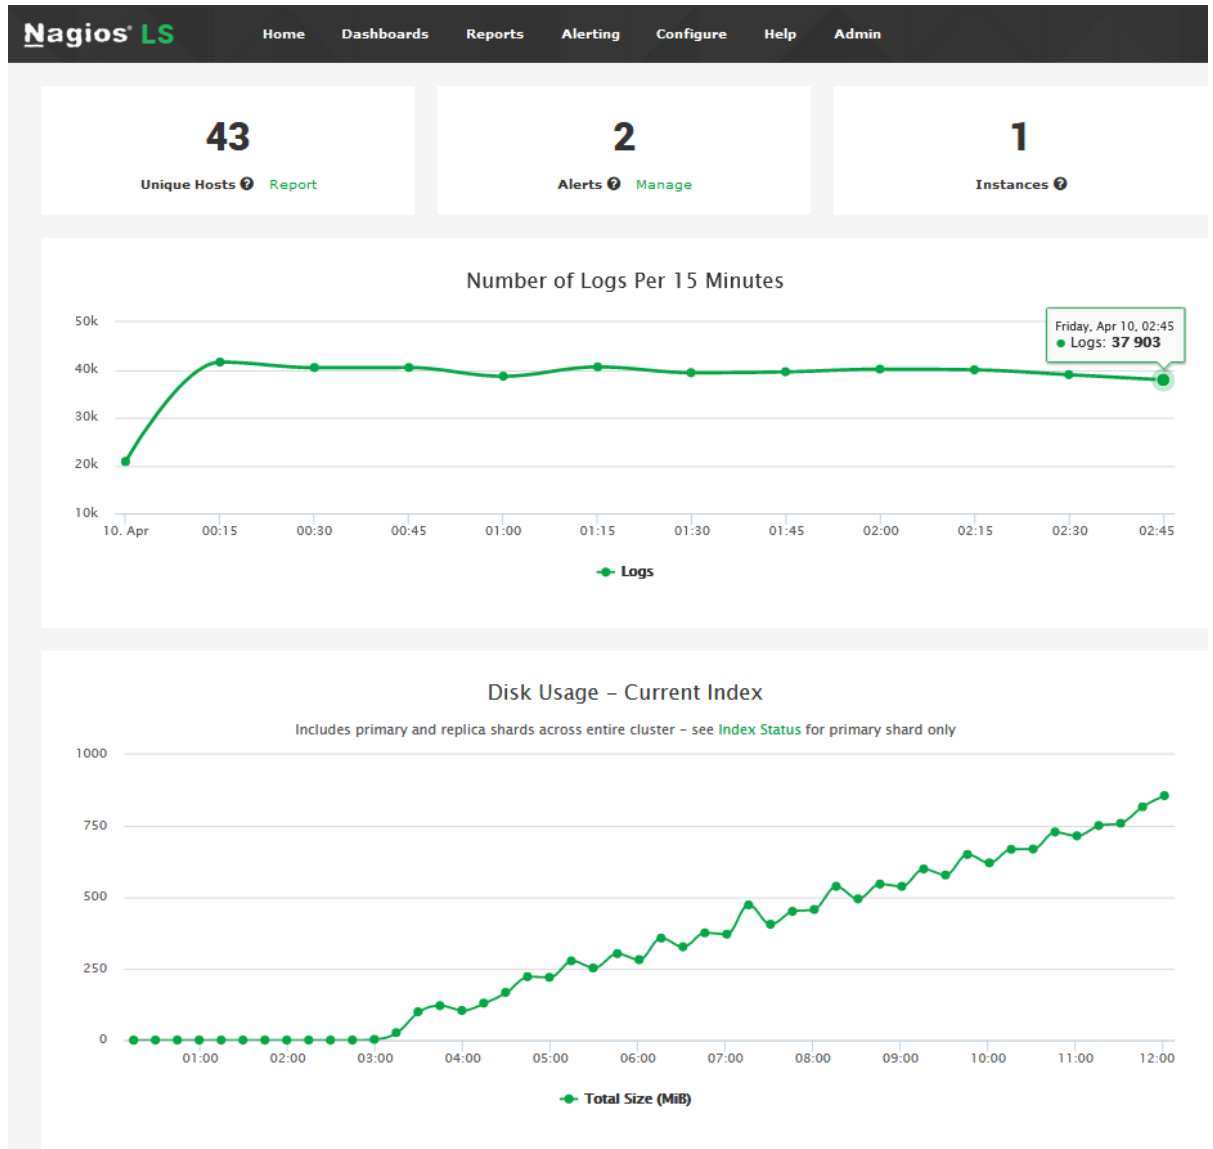 Nagios® LS Home Dashboards Reports Alerting Configure Help Admin
43
Unique Hosts Report
2
Alerts Manage
1
Instances
Number of Logs Per 15 Minutes
50k
40k
30k
20k
10k
Friday, Apr 10, 02:45
Logs: 37 903
10. Apr 00:15 00:30 00:45 01:00 01:15 01:30 01:45 02:00 02:15 02:30 02:45
Logs
Disk Usage – Current Index
Includes primary and replica shards across entire cluster – see Index Status for primary shard only
1000
750
500
250
0
01:00 02:00 03:00 04:00 05:00 06:00 07:00 08:00 09:00 10:00 11:00 12:00
Total Size (MiB)